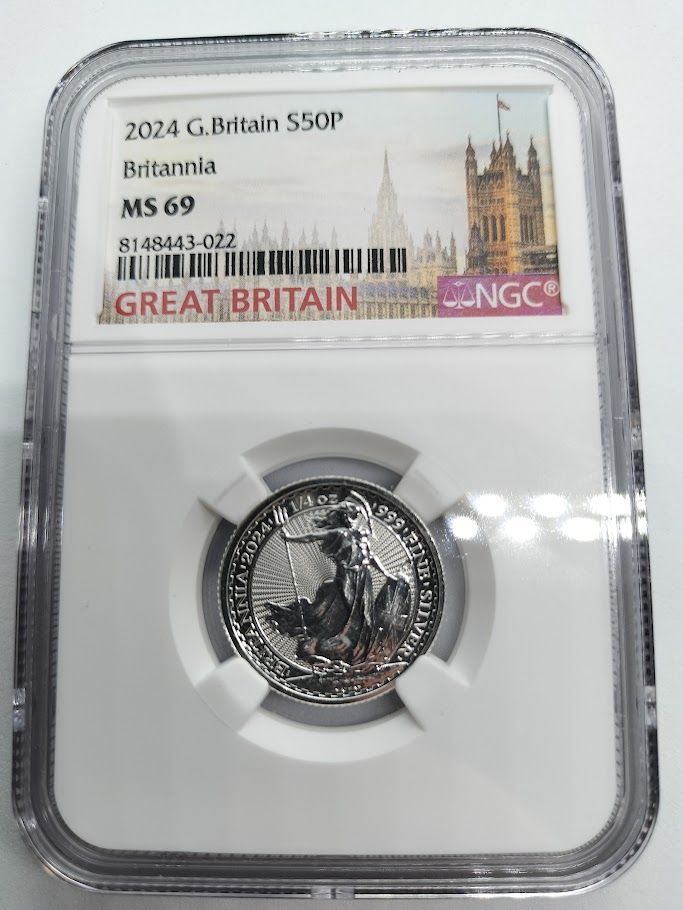 2024 G.Britain S50P
Britannia
MS 69
8148443-022
GREAT BRITAIN
NGC®
BRITANNIA · 2024 · 1/4 oz · 999 · FINE · SILVER